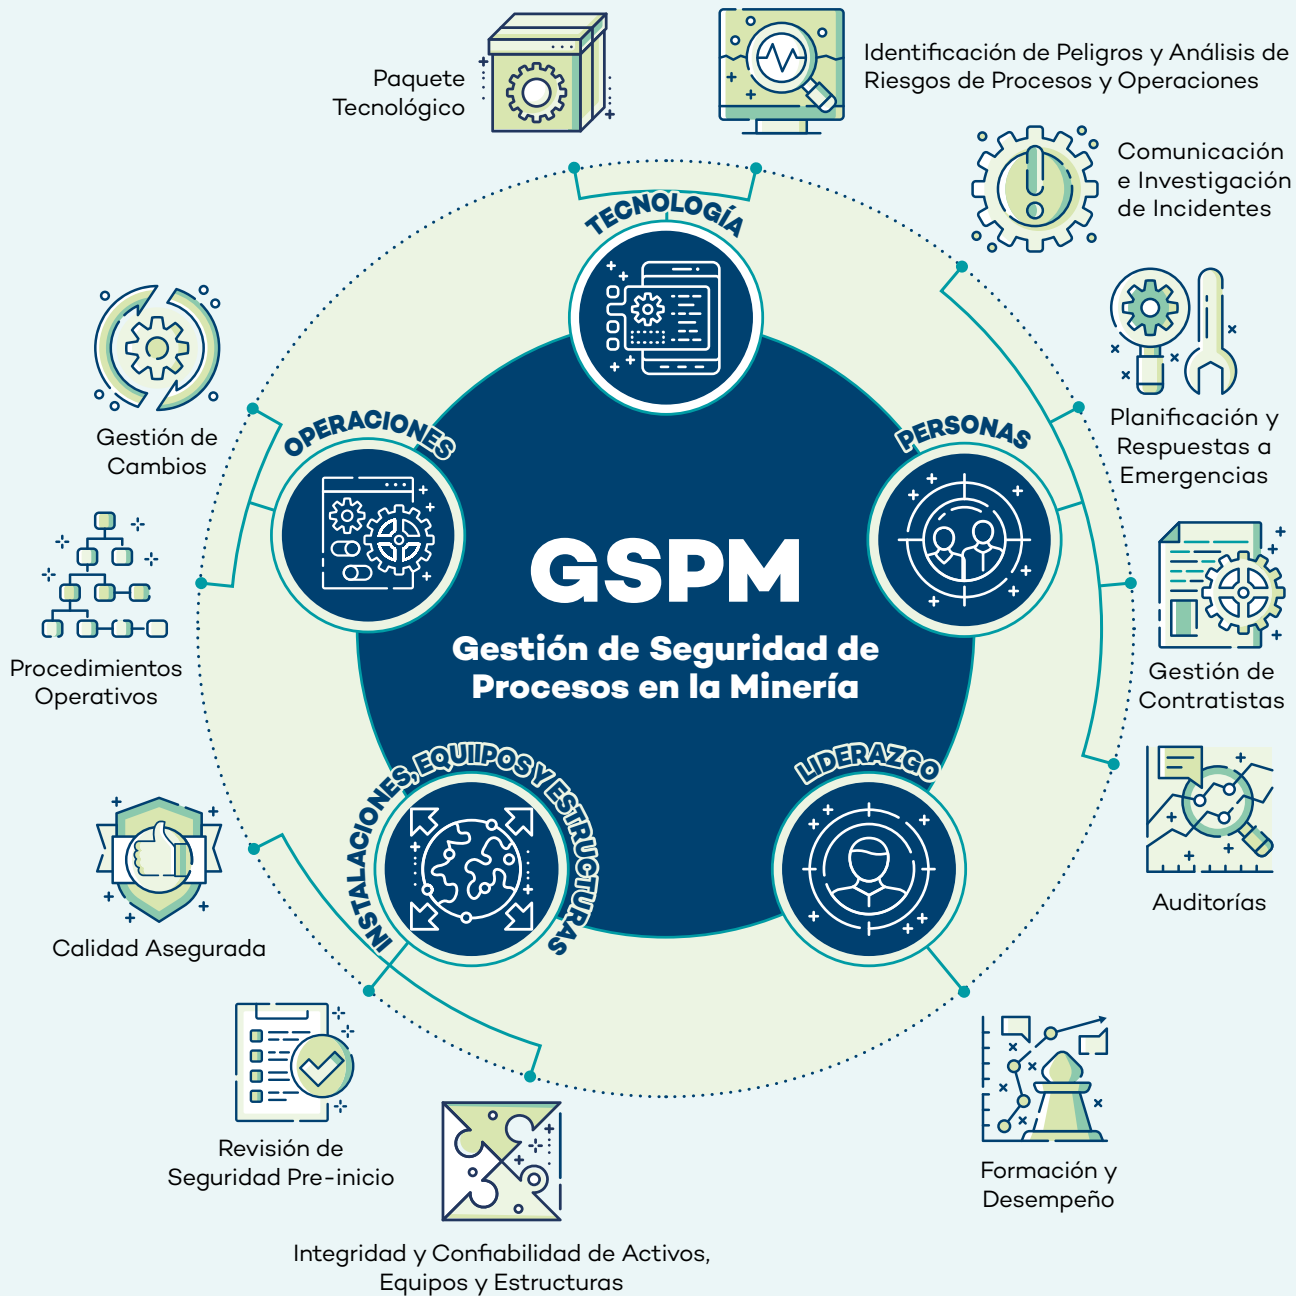 Paquete
Tecnológico
Identificación de Peligros y Análisis de
Riesgos de Procesos y Operaciones
Comunicación
e Investigación
de Incidentes
TECNOLOGÍA
Gestión de
Cambios
OPERACIONES
PERSONAS
Planificación y
Respuestas a
Emergencias
GSPM
Gestión de Seguridad de
Procesos en la Minería
Procedimientos
Operativos
Gestión de
Contratistas
INSTALACIONES, EQUIIPOS Y ESTRUCTURAS
LIDERAZGO
Calidad Asegurada
Auditorías
Revisión de
Seguridad Pre-inicio
Formación y
Desempeño
Integridad y Confiabilidad de Activos,
Equipos y Estructuras